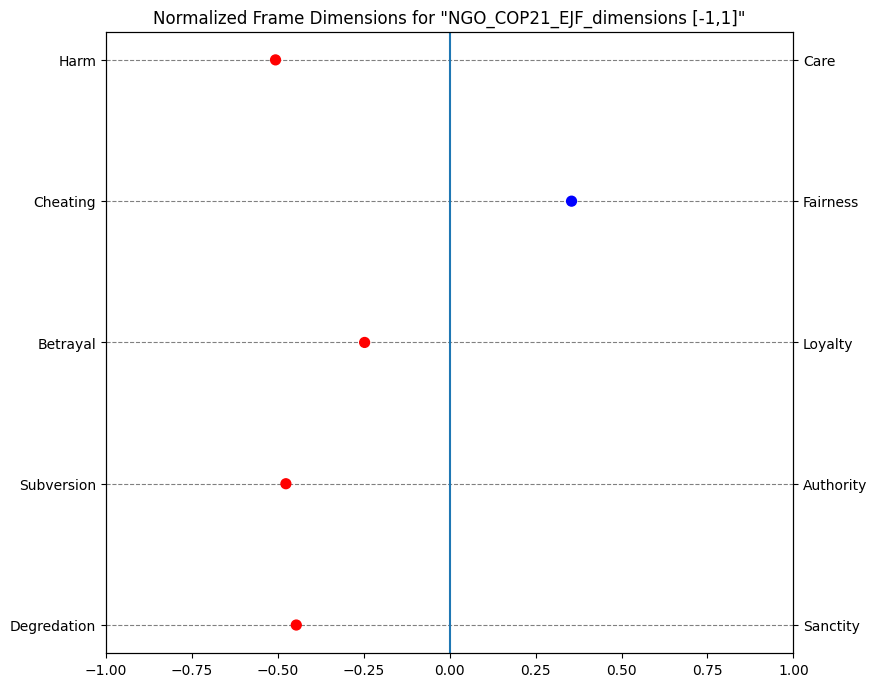 Normalized Frame Dimensions for "NGO_COP21_EJF_dimensions [-1,1]"
Harm Care
Cheating Fairness
Betrayal Loyalty
Subversion Authority
Degredation Sanctity
−1.00 −0.75 −0.50 −0.25 0.00 0.25 0.50 0.75 1.00